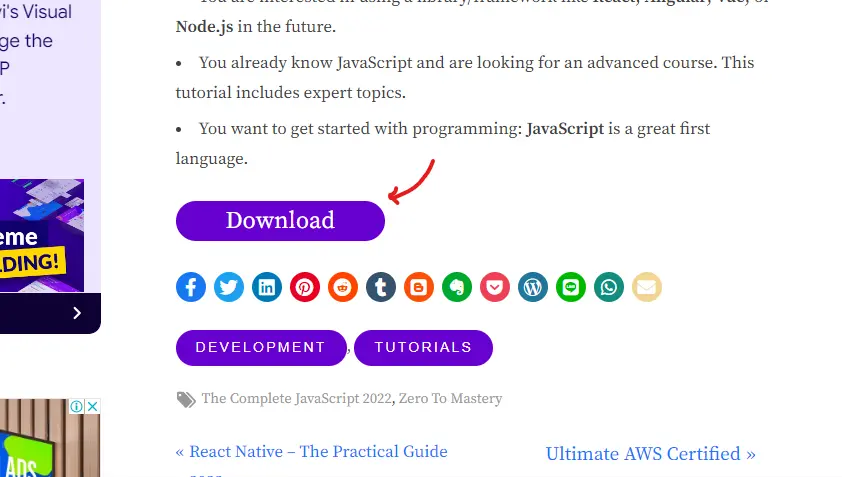 i's Visual
ge the
P
r.
eme
LDING!
You are interested in using a library/framework like React, Angular, Vue, or
Node.js in the future.
• You already know JavaScript and are looking for an advanced course. This
tutorial includes expert topics.
• You want to get started with programming: JavaScript is a great first
language.
Download
DEVELOPMENT, TUTORIALS
The Complete JavaScript 2022, Zero To Mastery
« React Native – The Practical Guide
Ultimate AWS Certified »
ADS